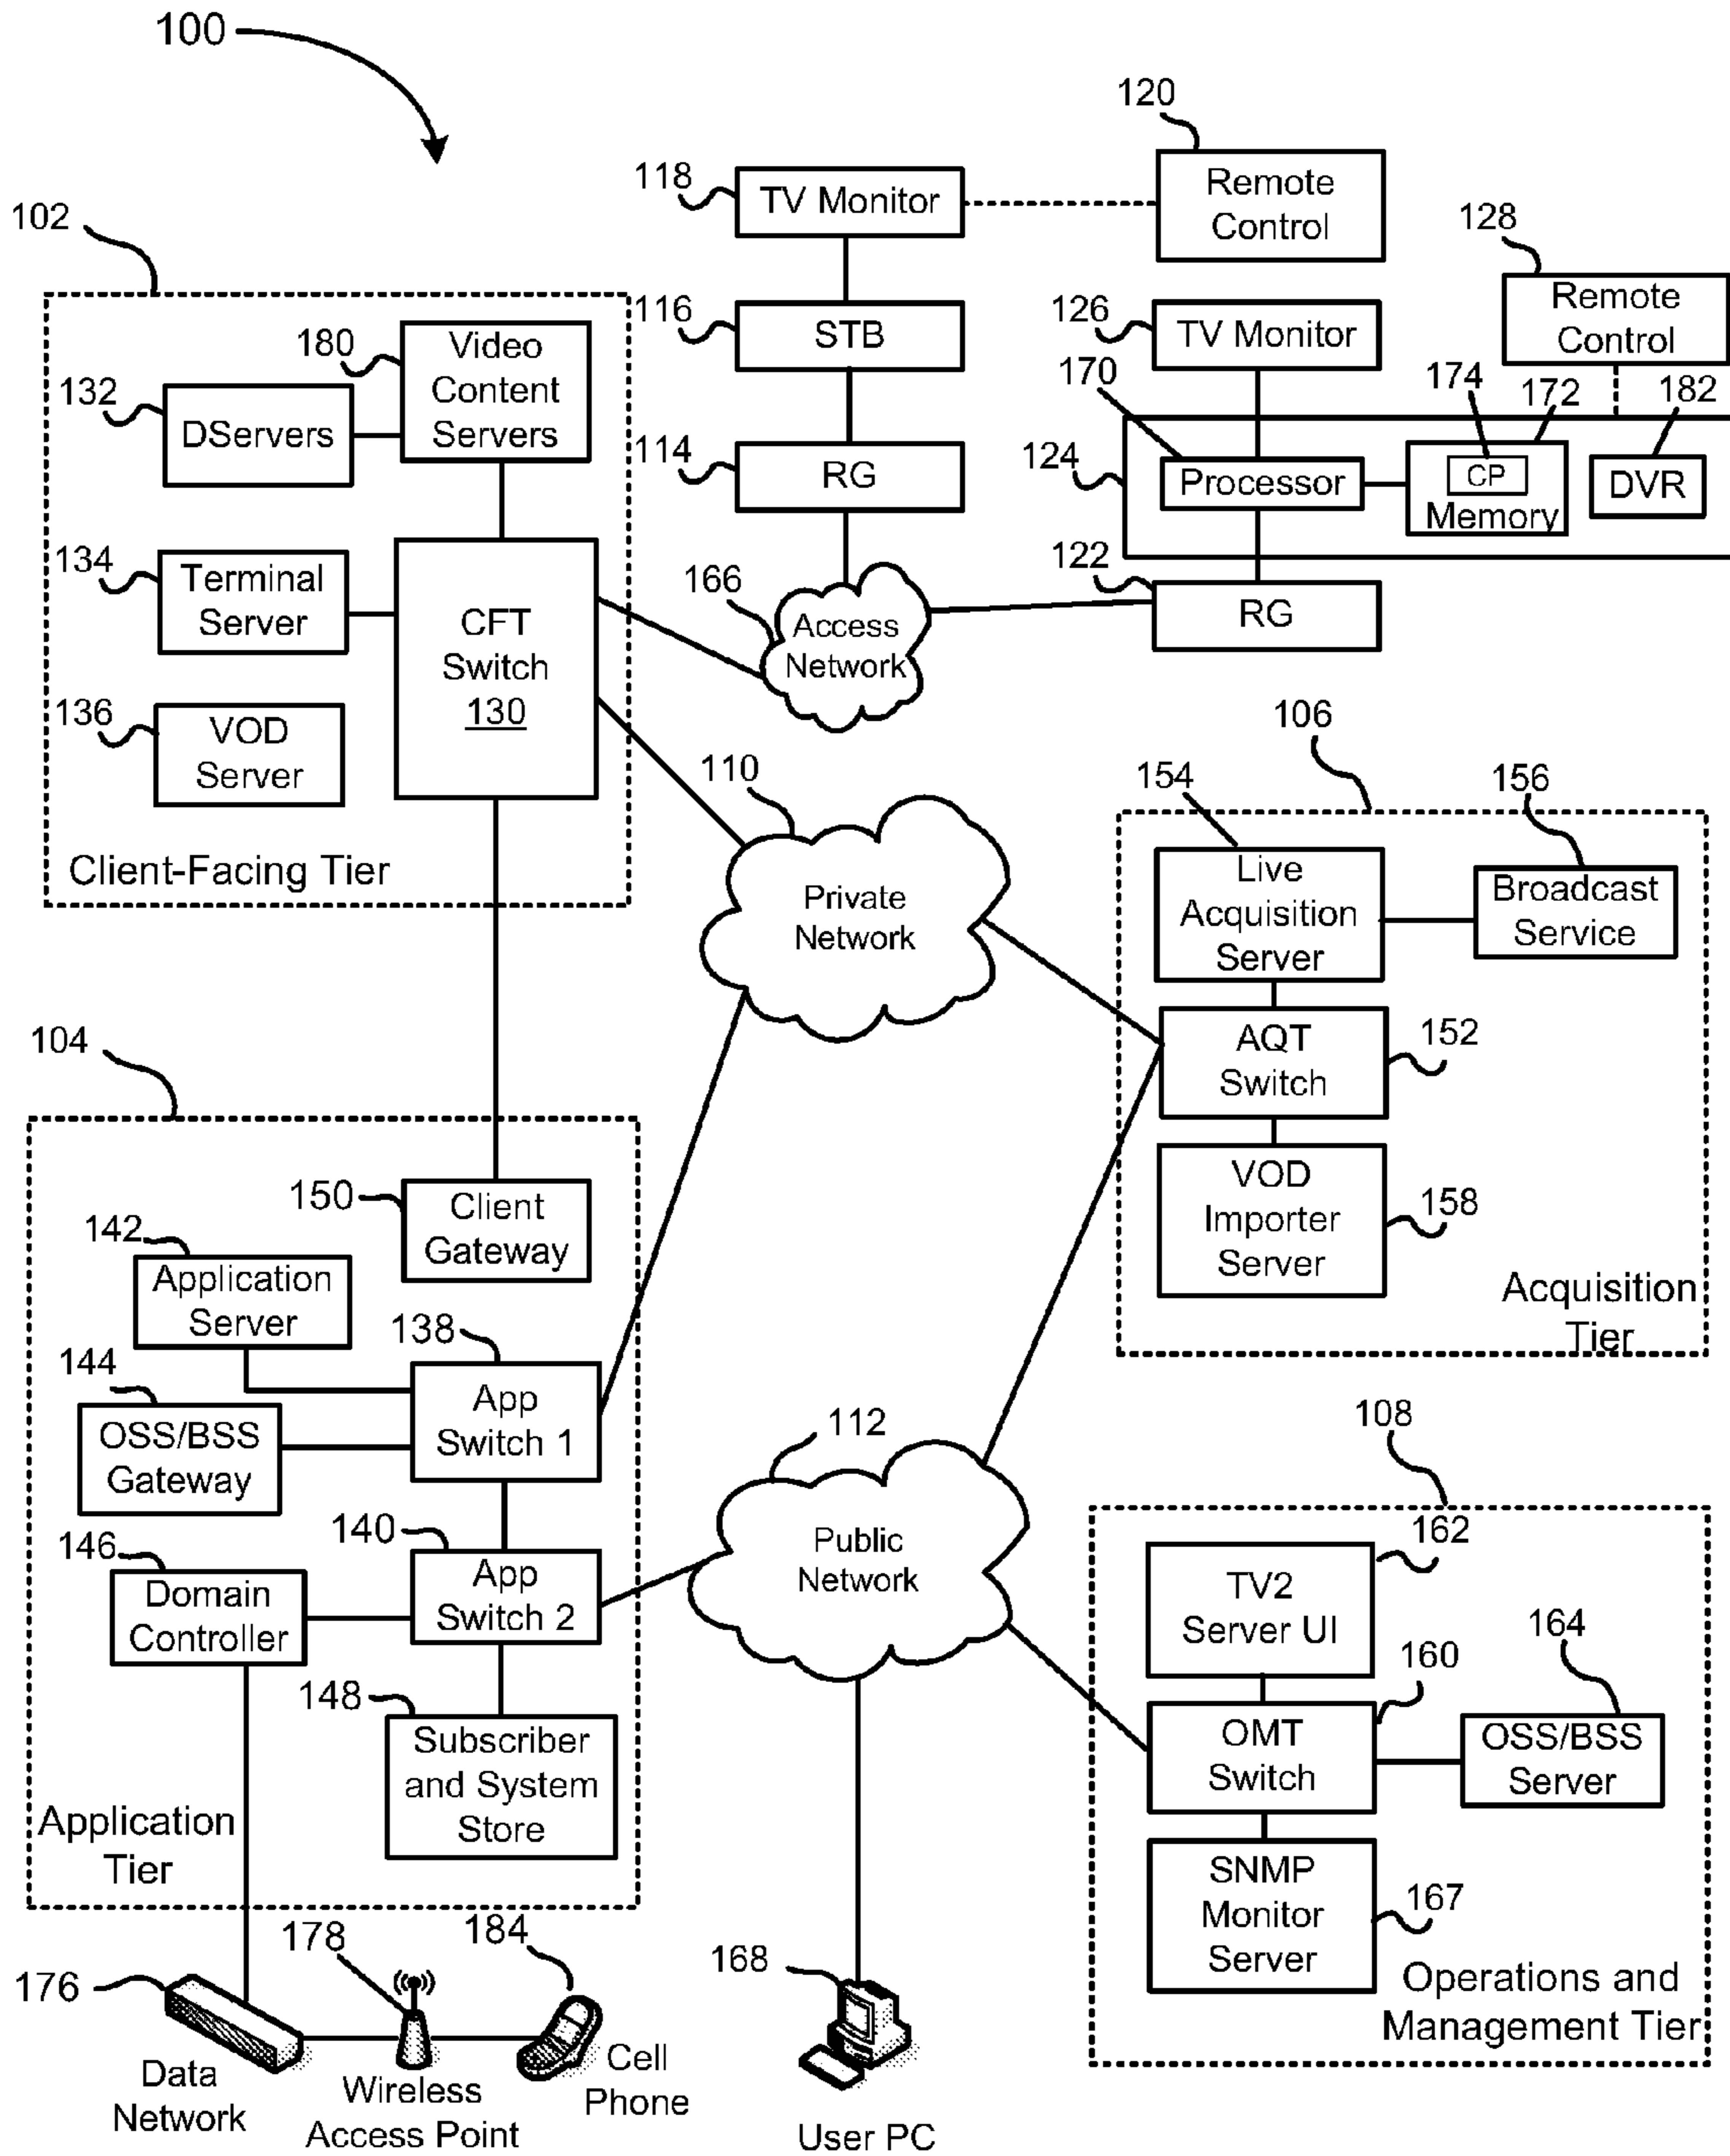 100
120
118
TV Monitor
Remote
Control
102
128
116
STB
126
TV Monitor
Remote
Control
180
Video
Content
Servers
132
DServers
170
174
172
182
114
RG
124
Processor
CP
Memory
DVR
134
Terminal
Server
CFT
Switch
130
166
Access
Network
122
RG
136
VOD
Server
Client-Facing Tier
110
Private
Network
106
154
156
Live
Acquisition
Server
Broadcast
Service
AQT
Switch
152
VOD
Importer
Server
158
Acquisition
Tier
104
150
Client
Gateway
142
Application
Server
138
App
Switch 1
144
OSS/BSS
Gateway
140
App
Switch 2
146
Domain
Controller
148
Subscriber
and System
Store
Application
Tier
112
Public
Network
108
162
TV2
Server UI
160
164
OMT
Switch
OSS/BSS
Server
SNMP
Monitor
Server
167
Operations and
Management Tier
176
178
184
168
Data
Network
Wireless
Access Point
Cell
Phone
User PC